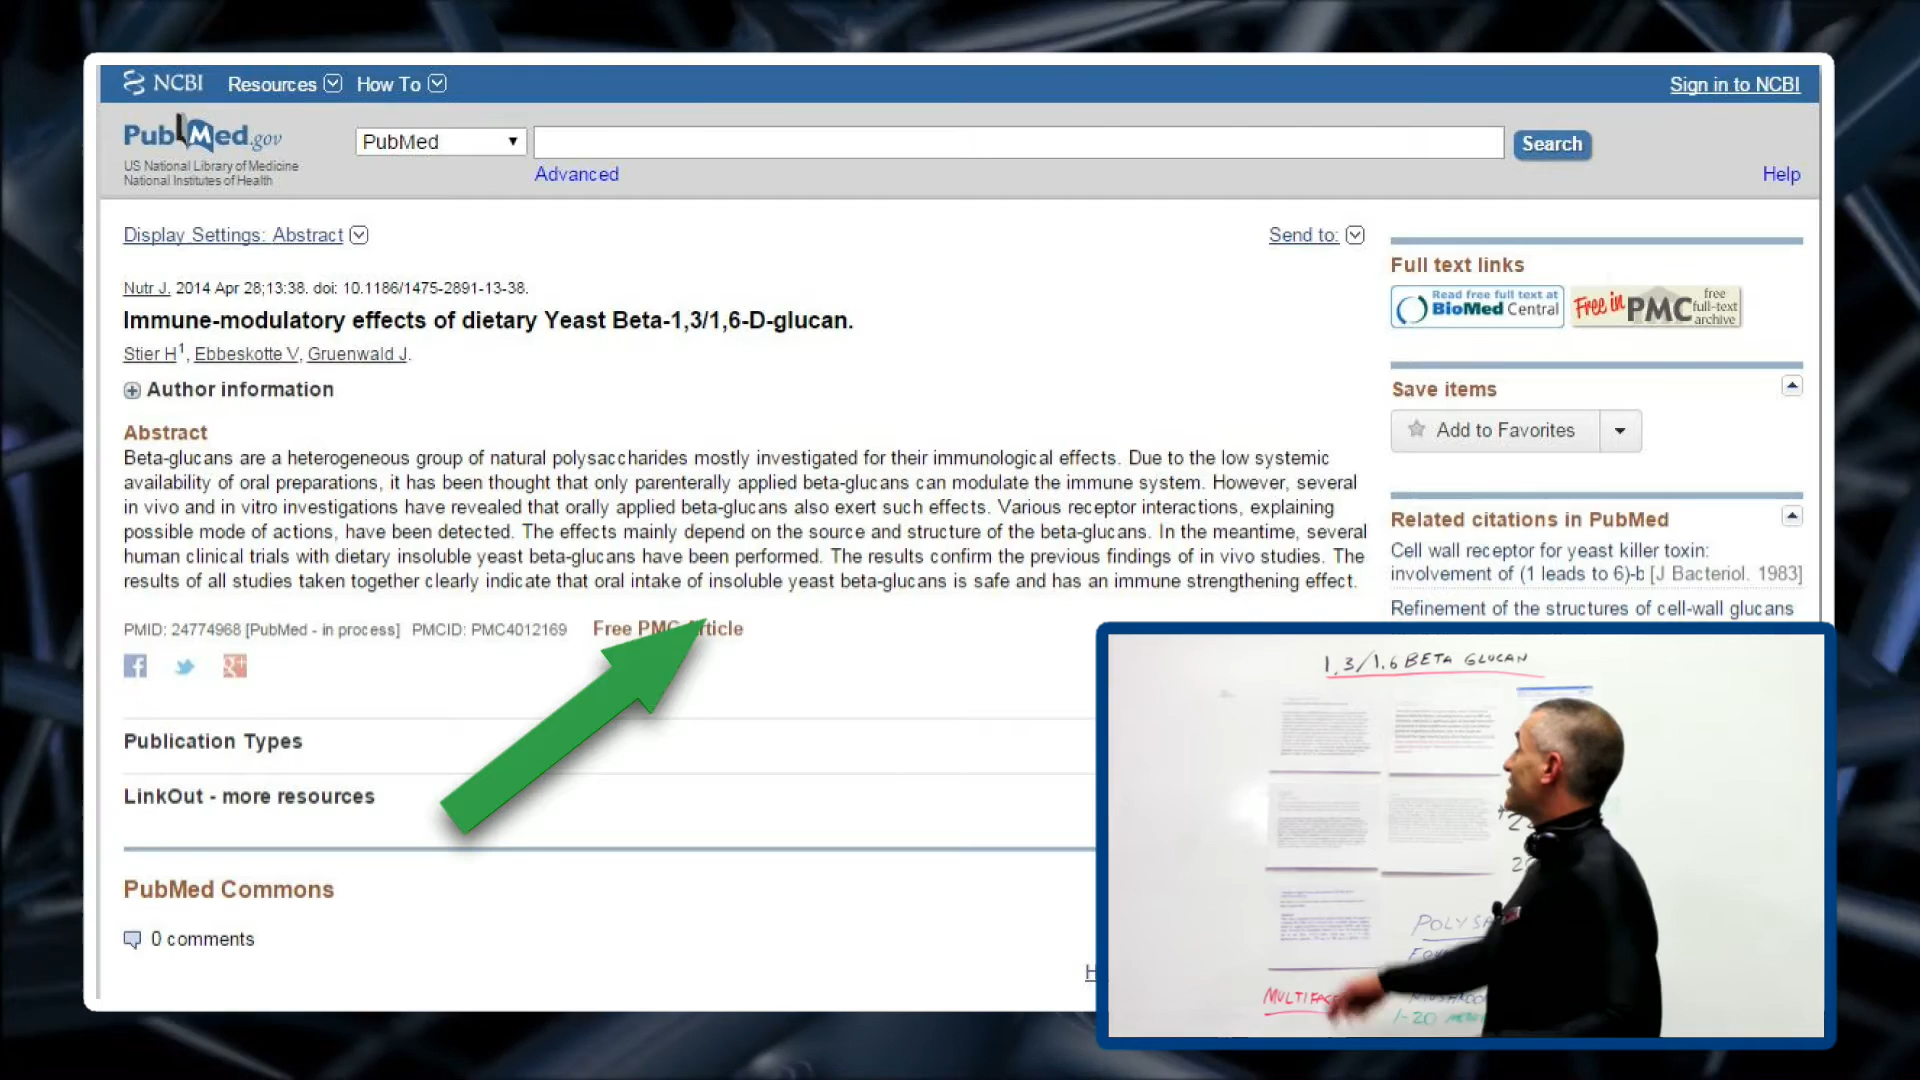 NCBI Resources How To Sign in to NCBI
PubMed.gov
US National Library of Medicine
National Institutes of Health
PubMed
Search
Advanced
Help
Display Settings: Abstract
Send to:
Nutr J. 2014 Apr 28;13:38. doi: 10.1186/1475-2891-13-38.
Immune-modulatory effects of dietary Yeast Beta-1,3/1,6-D-glucan.
Stier H1, Ebbeskotte V, Gruenwald J.
Author information
Abstract
Beta-glucans are a heterogeneous group of natural polysaccharides mostly investigated for their immunological effects. Due to the low systemic
availability of oral preparations, it has been thought that only parenterally applied beta-glucans can modulate the immune system. However, several
in vivo and in vitro investigations have revealed that orally applied beta-glucans also exert such effects. Various receptor interactions, explaining
possible mode of actions, have been detected. The effects mainly depend on the source and structure of the beta-glucans. In the meantime, several
human clinical trials with dietary insoluble yeast beta-glucans have been performed. The results confirm the previous findings of in vivo studies. The
results of all studies taken together clearly indicate that oral intake of insoluble yeast beta-glucans is safe and has an immune strengthening effect.
PMID: 24774968 [PubMed - in process] PMCID: PMC4012169 Free PMC Article
Publication Types
LinkOut - more resources
PubMed Commons
0 comments
Full text links
Read free full text at
BioMed Central
Free in PMC free full-text archive
Save items
Add to Favorites
Related citations in PubMed
Cell wall receptor for yeast killer toxin:
involvement of (1 leads to 6)-b [J Bacteriol. 1983]
Refinement of the structures of cell-wall glucans
1,3/1.6 BETA GLUCAN
POLYSA
MULTIFAC
1-20